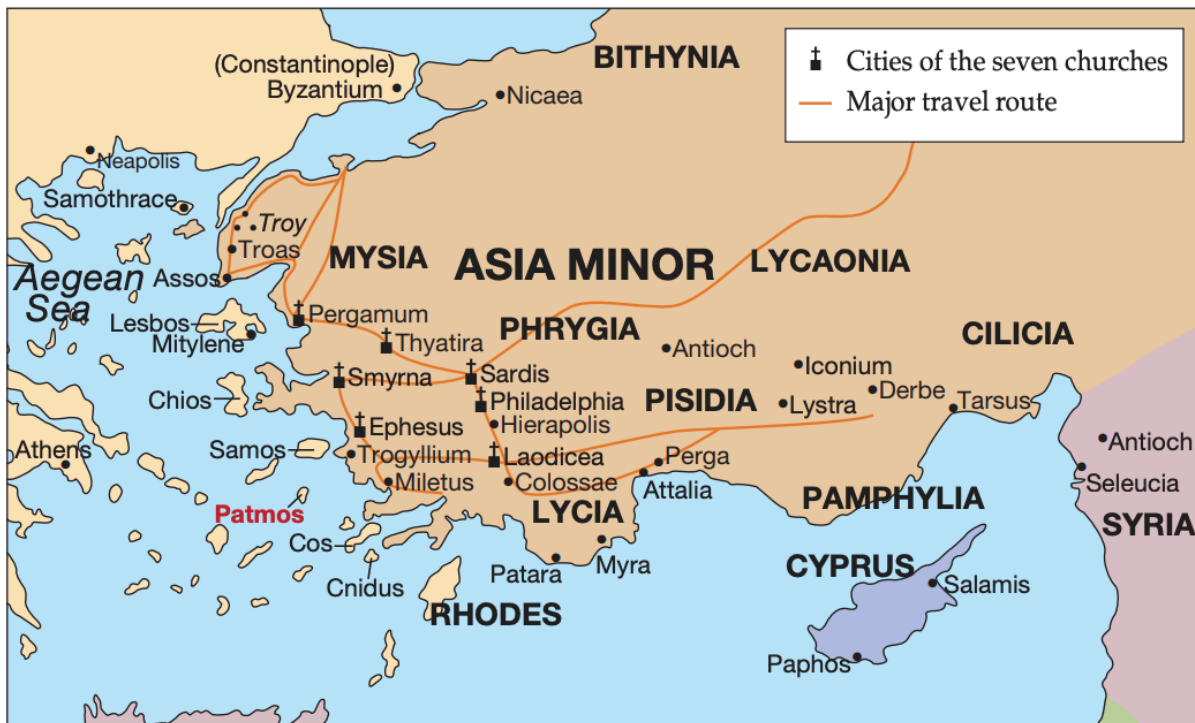 BITHYNIA
Cities of the seven churches
Major travel route
(Constantinople)
Byzantium
Nicaea
Neapolis
Samothrace
Troy
Troas
MYSIA
ASIA MINOR
LYCAONIA
Aegean
Sea
Assos
Pergamum
Lesbos
Mitylene
Thyatira
PHRYGIA
Antioch
CILICIA
Iconium
Smyrna
Sardis
Derbe
Chios
Philadelphia
PISIDIA
Lystra
Tarsus
Ephesus
Hierapolis
Athens
Samos
Trogyllium
Laodicea
Perga
Antioch
Miletus
Colossae
Attalia
Seleucia
Patmos
LYCIA
PAMPHYLIA
SYRIA
Cos
Cnidus
Patara
Myra
CYPRUS
Salamis
RHODES
Paphos